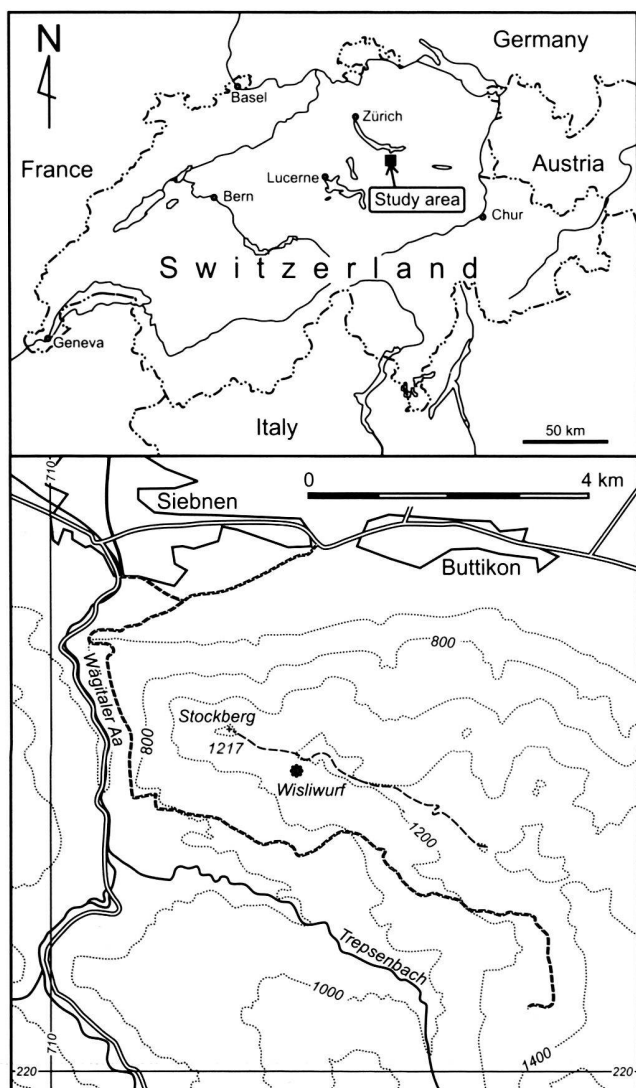 N
Germany
Basel
Zürich
France
Austria
Lucerne
Study area
Bern
Chur
Switzerland
Geneva
Italy
50 km
710
0 4 km
Siebnen
Buttikon
800
Wägitaler Aa
Stockberg
800
1217
Wisliwurf
1200
Trepsenbach
1000
710
1400
220
220